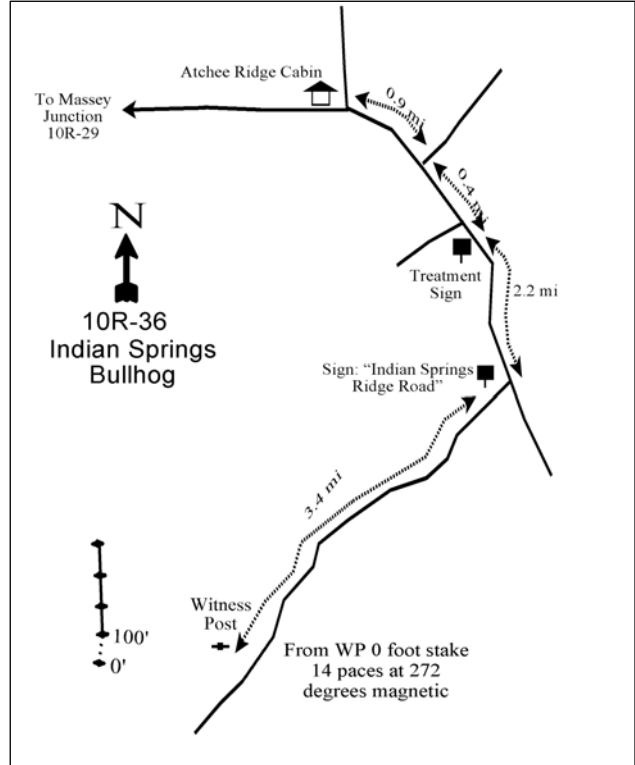 Atchee Ridge Cabin
To Massey
Junction
10R-29
0.9 mi
0.4 mi
N
10R-36
Indian Springs
Bullhog
Treatment
Sign
2.2 mi
Sign: “Indian Springs
Ridge Road”
3.4 mi
Witness
Post
100'
0'
From WP 0 foot stake
14 paces at 272
degrees magnetic